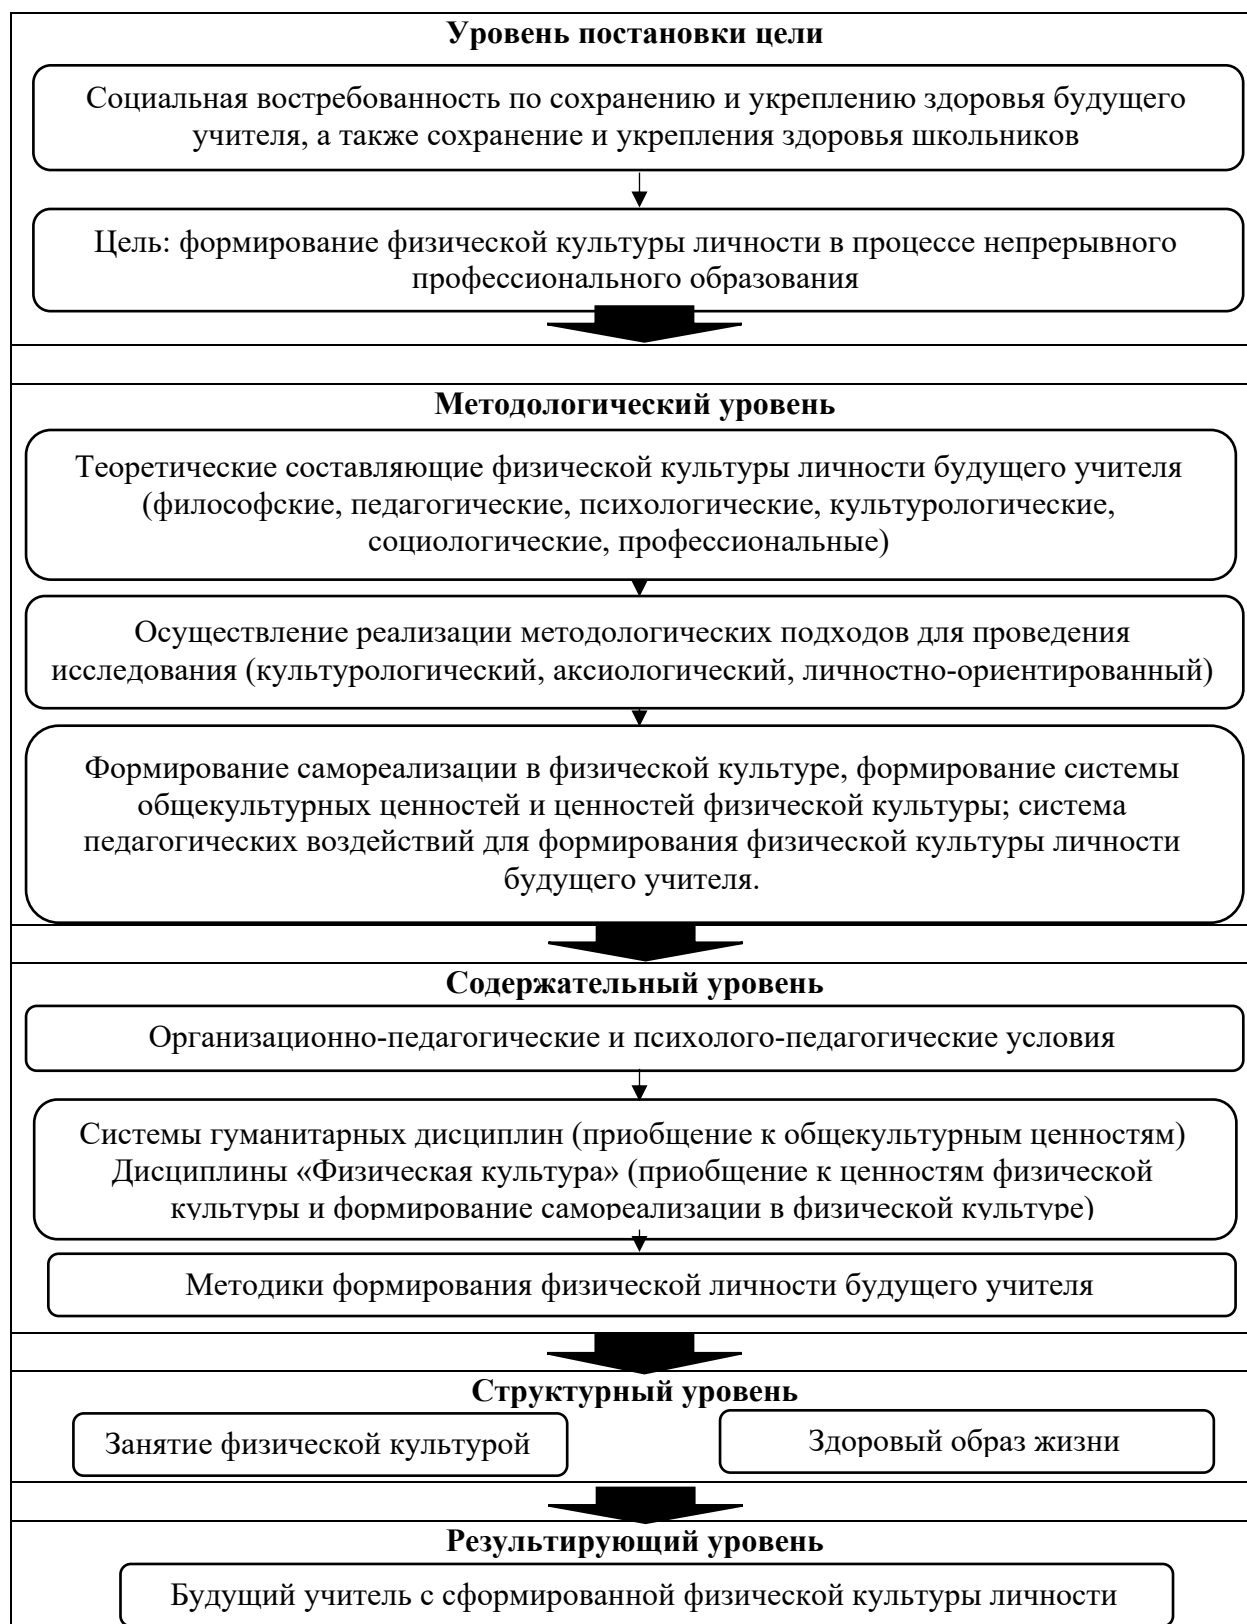 Уровень постановки цели
Социальная востребованность по сохранению и укреплению здоровья будущего
учителя, а также сохранение и укрепления здоровья школьников
Цель: формирование физической культуры личности в процессе непрерывного
профессионального образования
Методологический уровень
Теоретические составляющие физической культуры личности будущего учителя
(философские, педагогические, психологические, культурологические,
социологические, профессиональные)
Осуществление реализации методологических подходов для проведения
исследования (культурологический, аксиологический, личностно-ориентированный)
Формирование самореализации в физической культуре, формирование системы
общекультурных ценностей и ценностей физической культуры; система
педагогических воздействий для формирования физической культуры личности
будущего учителя.
Содержательный уровень
Организационно-педагогические и психолого-педагогические условия
Системы гуманитарных дисциплин (приобщение к общекультурным ценностям)
Дисциплины «Физическая культура» (приобщение к ценностям физической
культуры и формирование самореализации в физической культуре)
Методики формирования физической личности будущего учителя
Структурный уровень
Занятие физической культурой
Здоровый образ жизни
Результирующий уровень
Будущий учитель с сформированной физической культуры личности